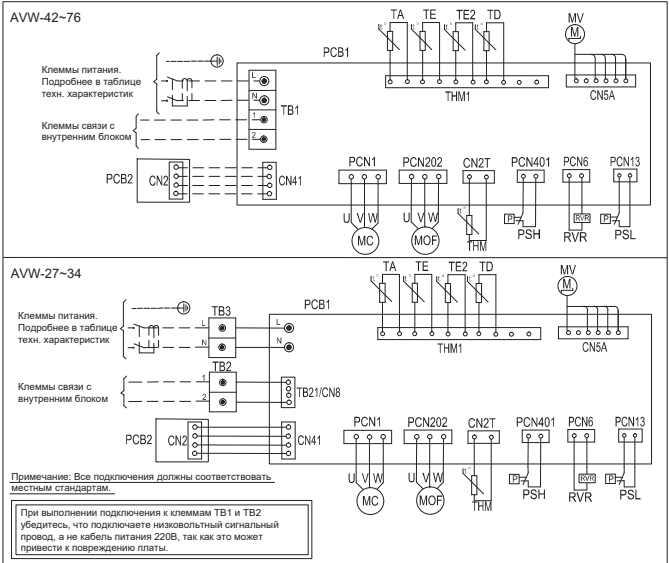 AVW-42~76
TA TE TE2 TD
MV
M
PCB1
Клеммы питания.
Подробнее в таблице
техн. характеристик
L
N
1
2
TB1
THM1
CN5A
Клеммы связи с
внутренним блоком
PCB2
CN2
CN41
PCN1 PCN202 CN2T PCN401 PCN6 PCN13
U V W U V W t° P RVR P
MC MOF THM PSH RVR PSL
AVW-27~34
TA TE TE2 TD
MV
M
PCB1
TB3
Клеммы питания.
Подробнее в таблице
техн. характеристик
L
N
L
N
THM1
CN5A
TB2
Клеммы связи с
внутренним блоком
1
2
TB21/CN8
PCB2
CN2
CN41
PCN1 PCN202 CN2T PCN401 PCN6 PCN13
U V W U V W t° P RVR P
MC MOF THM PSH RVR PSL
Примечание: Все подключения должны соответствовать
местным стандартам.
При выполнении подключения к клеммам TB1 и TB2
убедитесь, что подключаете низковольтный сигнальный
провод, а не кабель питания 220В, так как это может
привести к повреждению платы.